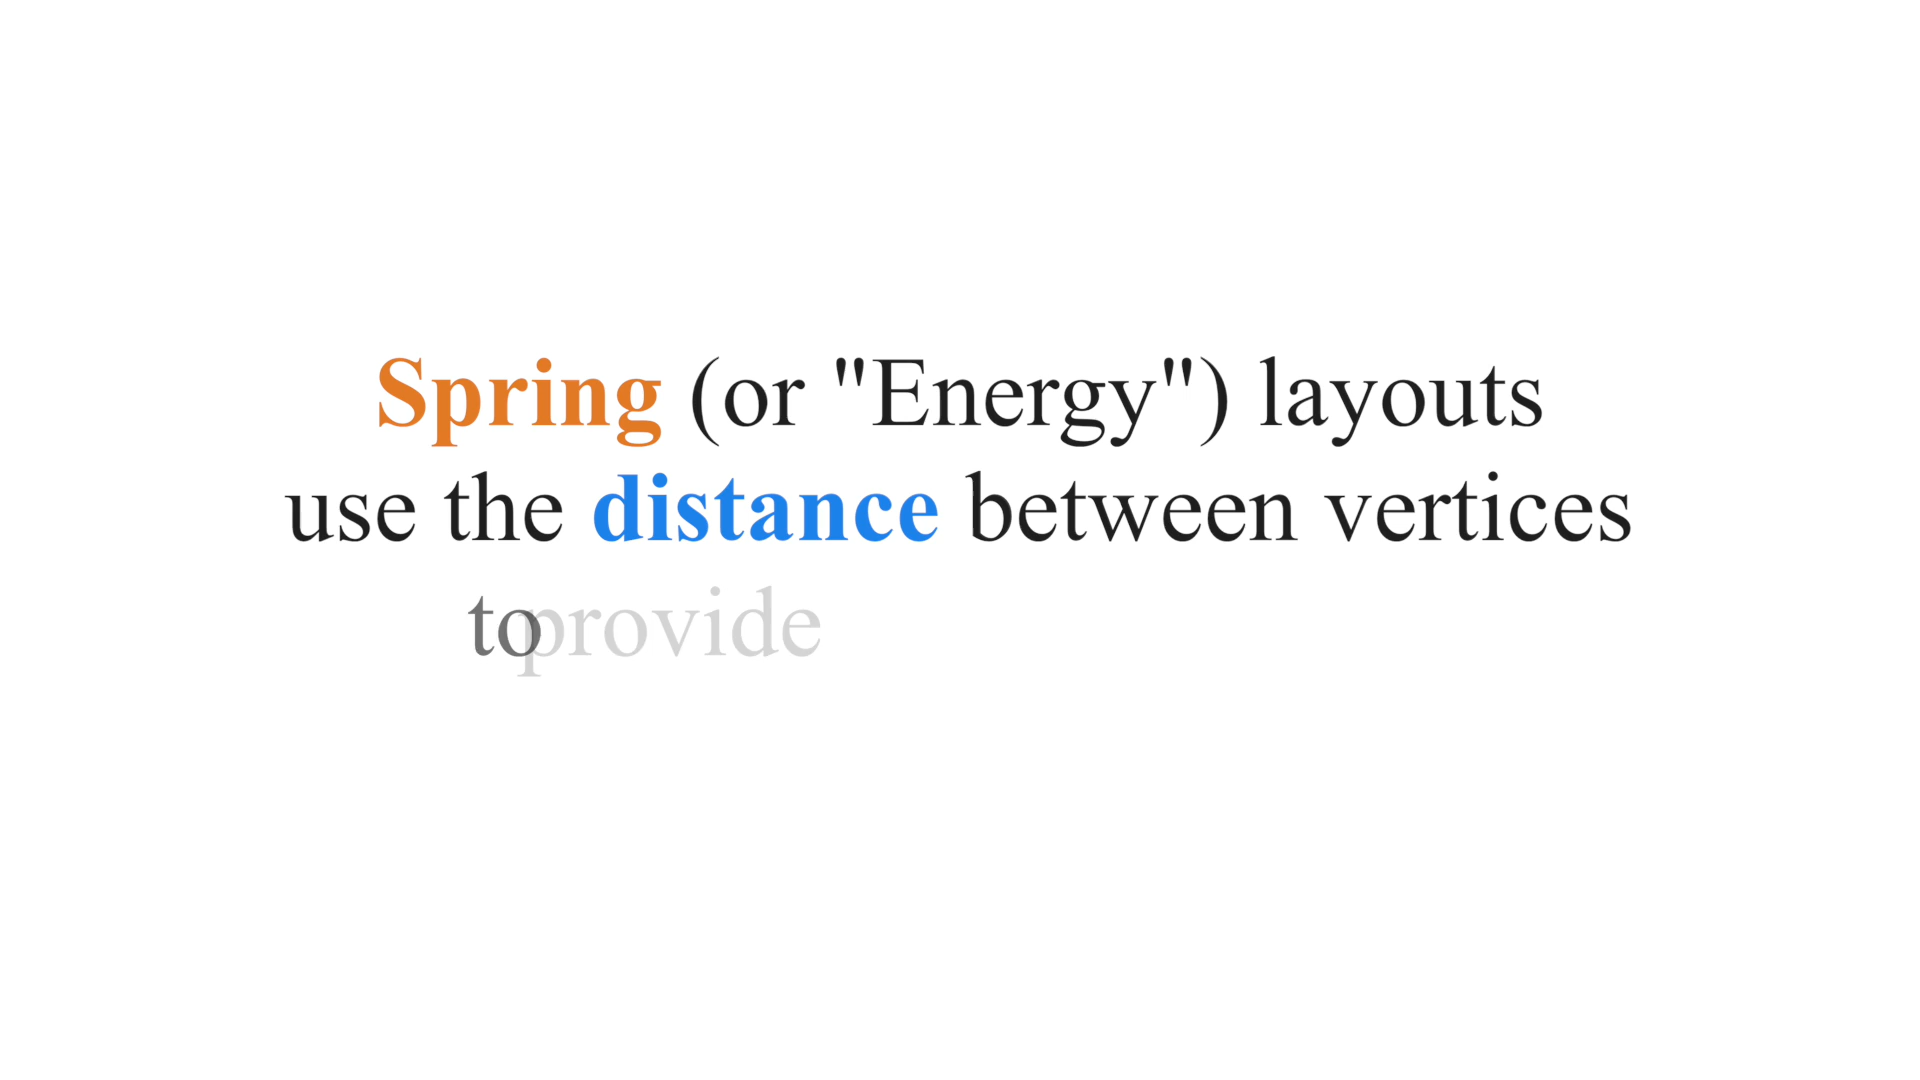 Spring (or "Energy") layouts
use the distance between vertices
to provide